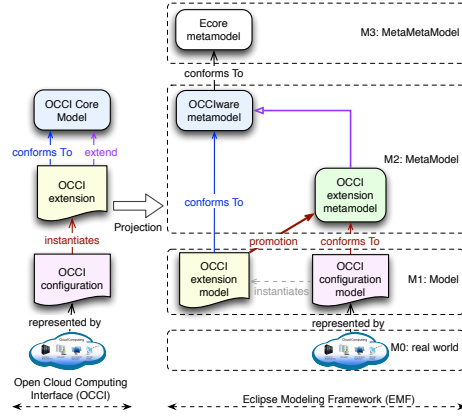 Ecore
metamodel
M3: MetaMetaModel
conforms To
OCCI Core
Model
OCCIware
metamodel
conforms To
extend
M2: MetaModel
OCCI
extension
OCCI
extension
metamodel
conforms To
Projection
instantiates
promotion
conforms To
OCCI
configuration
OCCI
extension
model
instantiates
OCCI
configuration
model
M1: Model
represented by
represented by
CloudComputing
CloudComputing
M0: real world
Open Cloud Computing
Interface (OCCI)
Eclipse Modeling Framework (EMF)